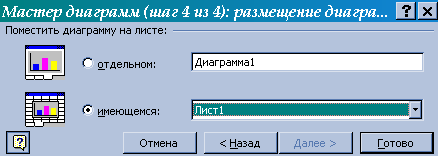 Мастер диаграмм (шаг 4 из 4): размещение диагра...
Поместить диаграмму на листе:
отдельном: Диаграмма1
имеющемся: Лист1
Отмена < Назад Далее > Готово